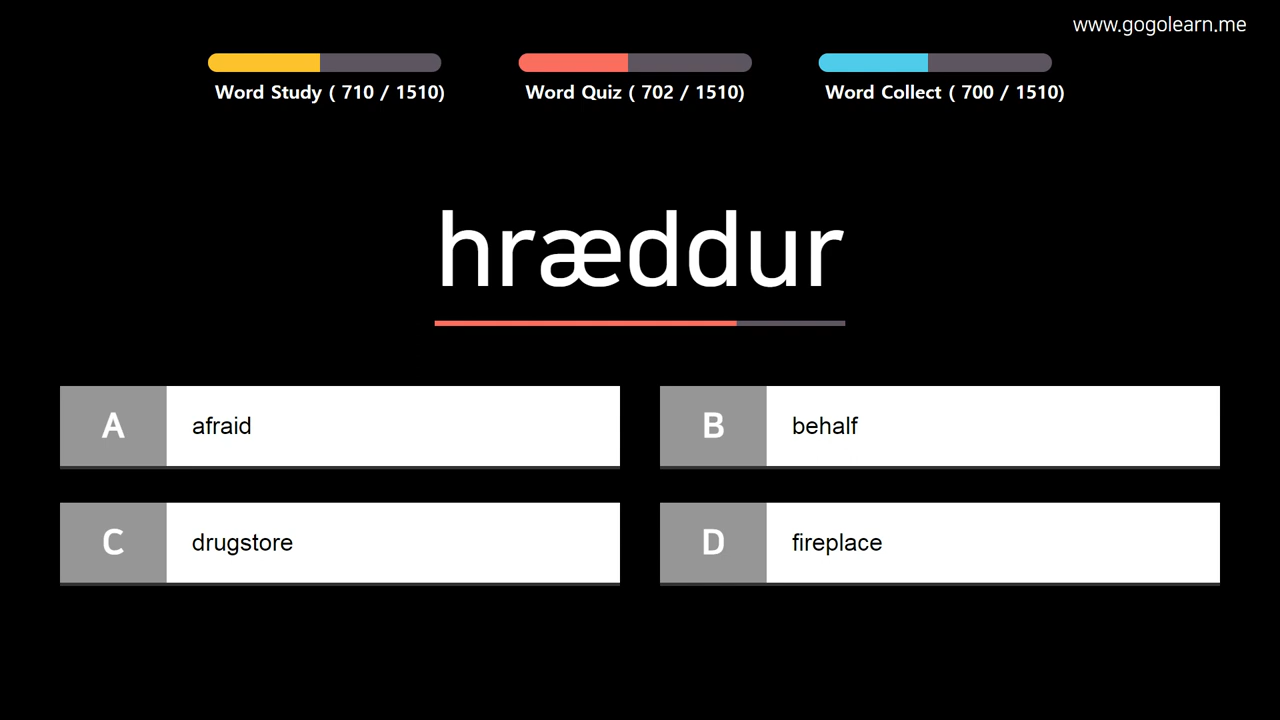 www.gogolearn.me
Word Study ( 710 / 1510)
Word Quiz ( 702 / 1510)
Word Collect ( 700 / 1510)
hræddur
A afraid
B behalf
C drugstore
D fireplace